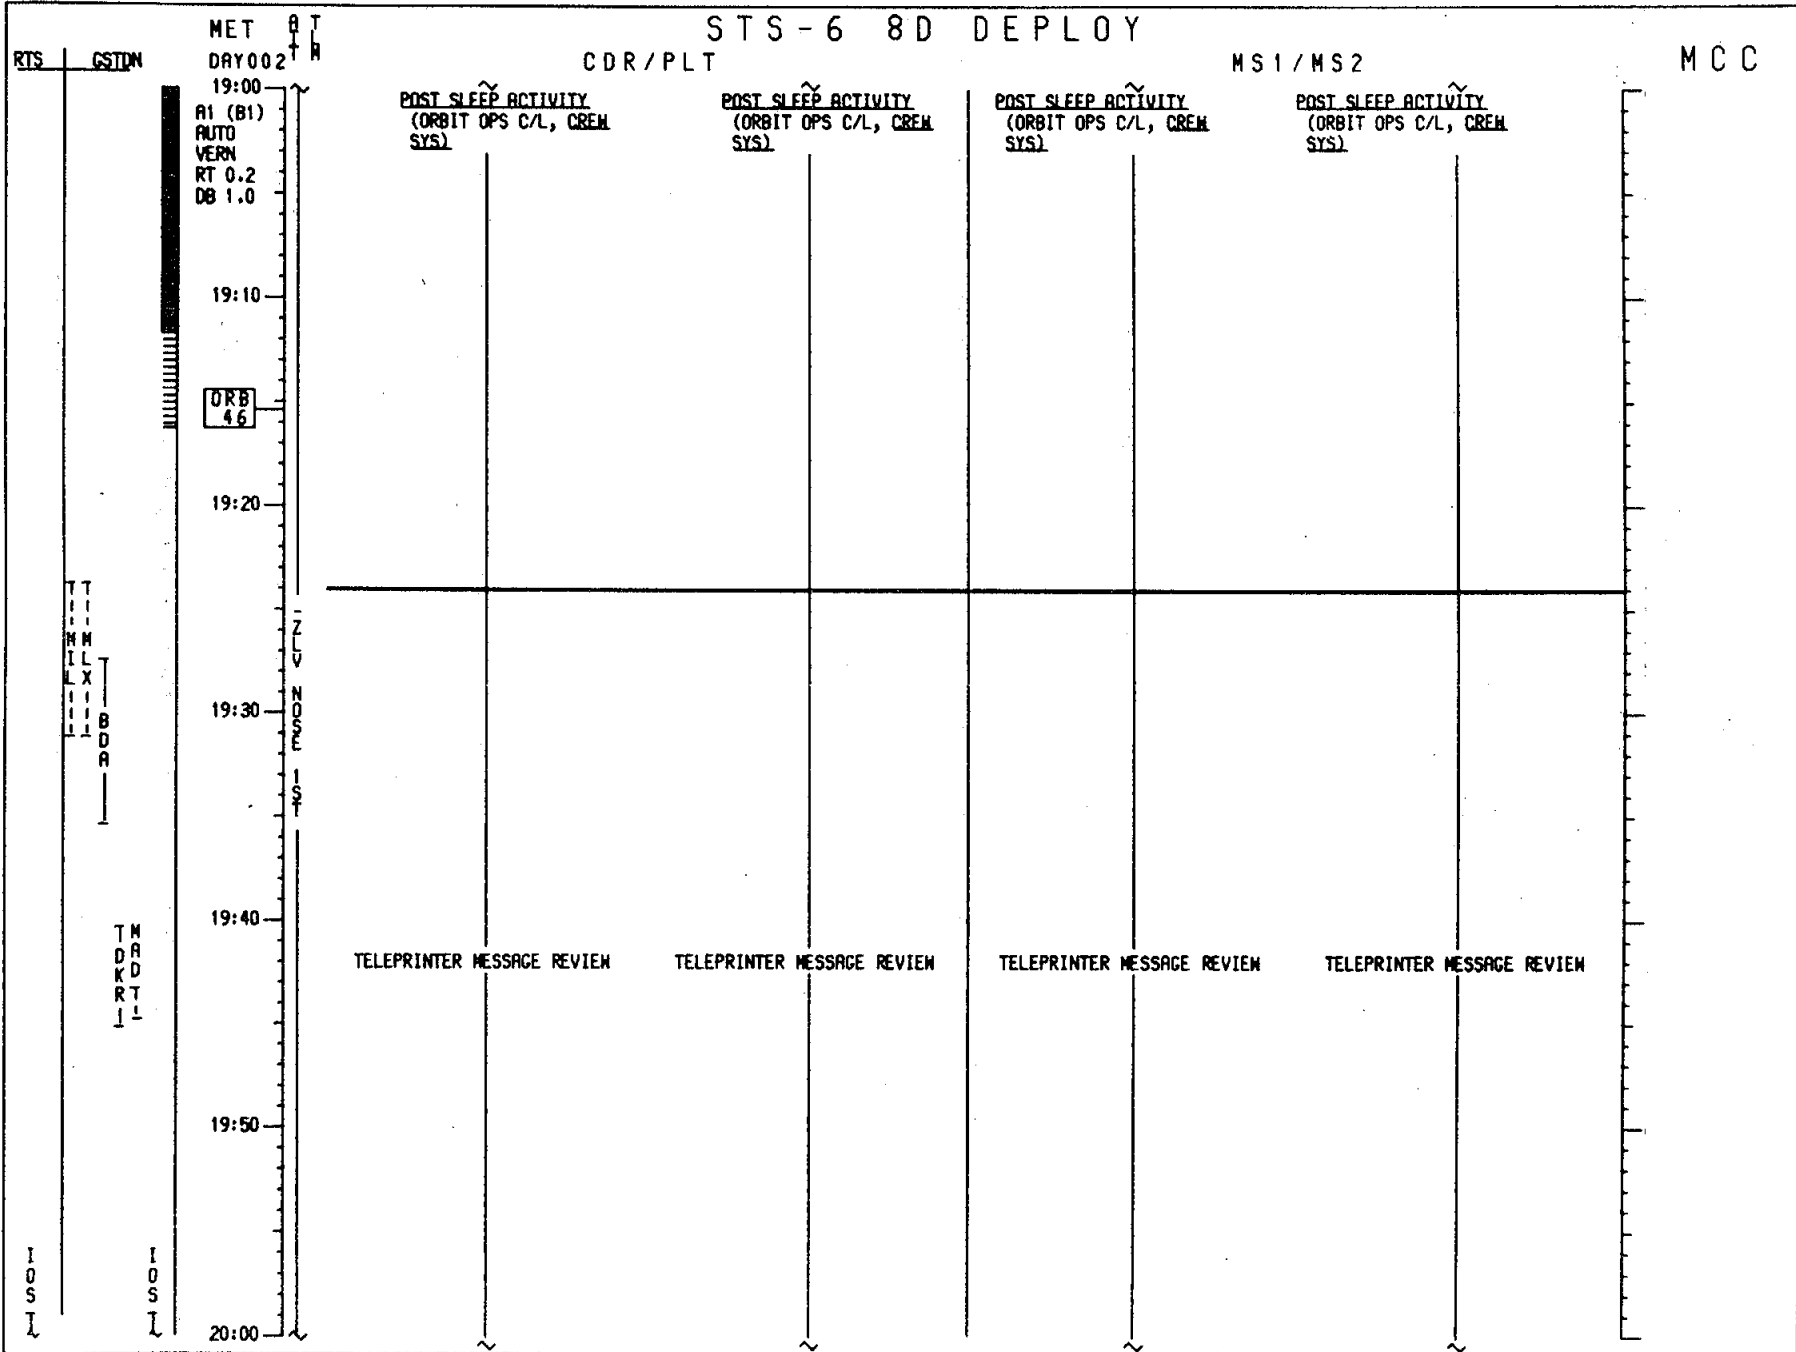 STS-6 8D DEPLOY
MET
ATT
TLM
RTS
GSTDN
DAY002
CDR/PLT
MS1/MS2
MCC
19:00
A1 (B1)
AUTO
VERN
RT 0.2
DB 1.0
POST SLEEP ACTIVITY
(ORBIT OPS C/L, CREW
SYS)
POST SLEEP ACTIVITY
(ORBIT OPS C/L, CREW
SYS)
POST SLEEP ACTIVITY
(ORBIT OPS C/L, CREW
SYS)
POST SLEEP ACTIVITY
(ORBIT OPS C/L, CREW
SYS)
19:10
ORB
46
19:20
MIL
MLX
BDA
-ZLV NOSE 1ST
19:30
19:40
TDKR
MAD
TELEPRINTER MESSAGE REVIEW
TELEPRINTER MESSAGE REVIEW
TELEPRINTER MESSAGE REVIEW
TELEPRINTER MESSAGE REVIEW
19:50
IOS
IOS
20:00